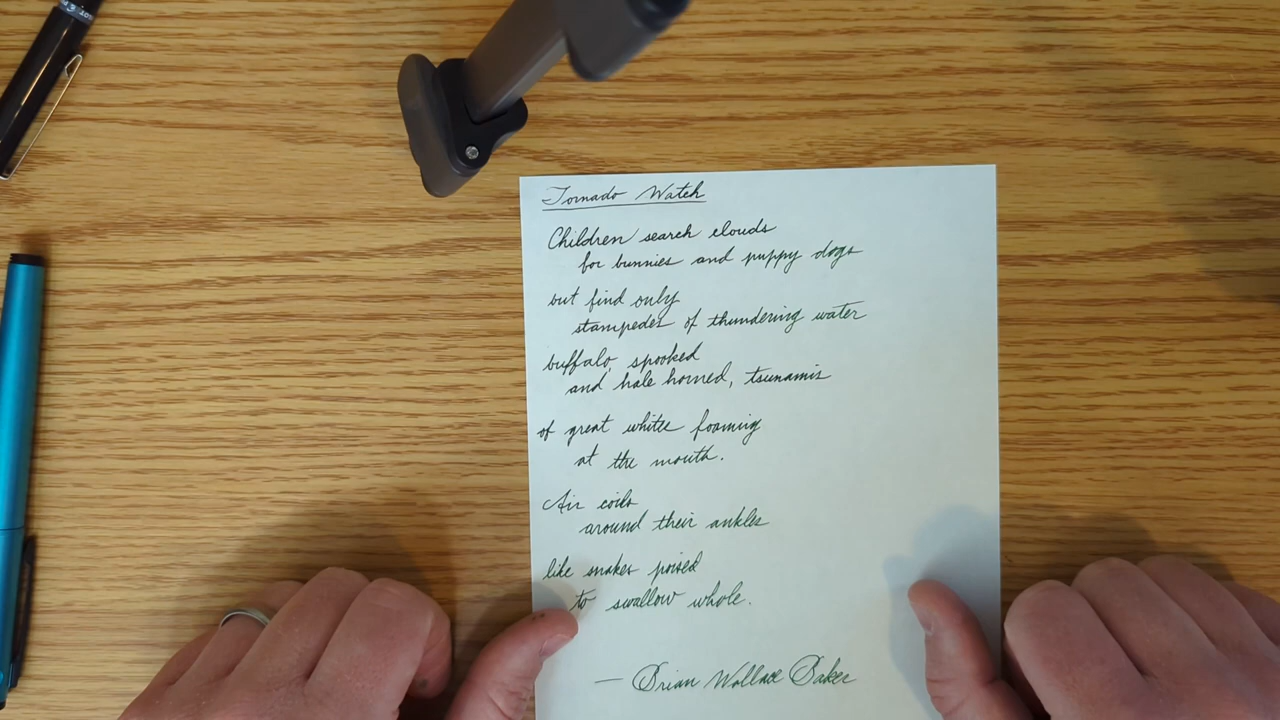 Tornado Watch
Children search clouds
for bunnies and puppy dogs
but find only
stampedes of thundering water
buffalo, spooked
and hale horned, tsunamis
of great whites foaming
at the mouth.
Air coils
around their ankles
like snakes poised
to swallow whole.
— Brian Wallace Baker